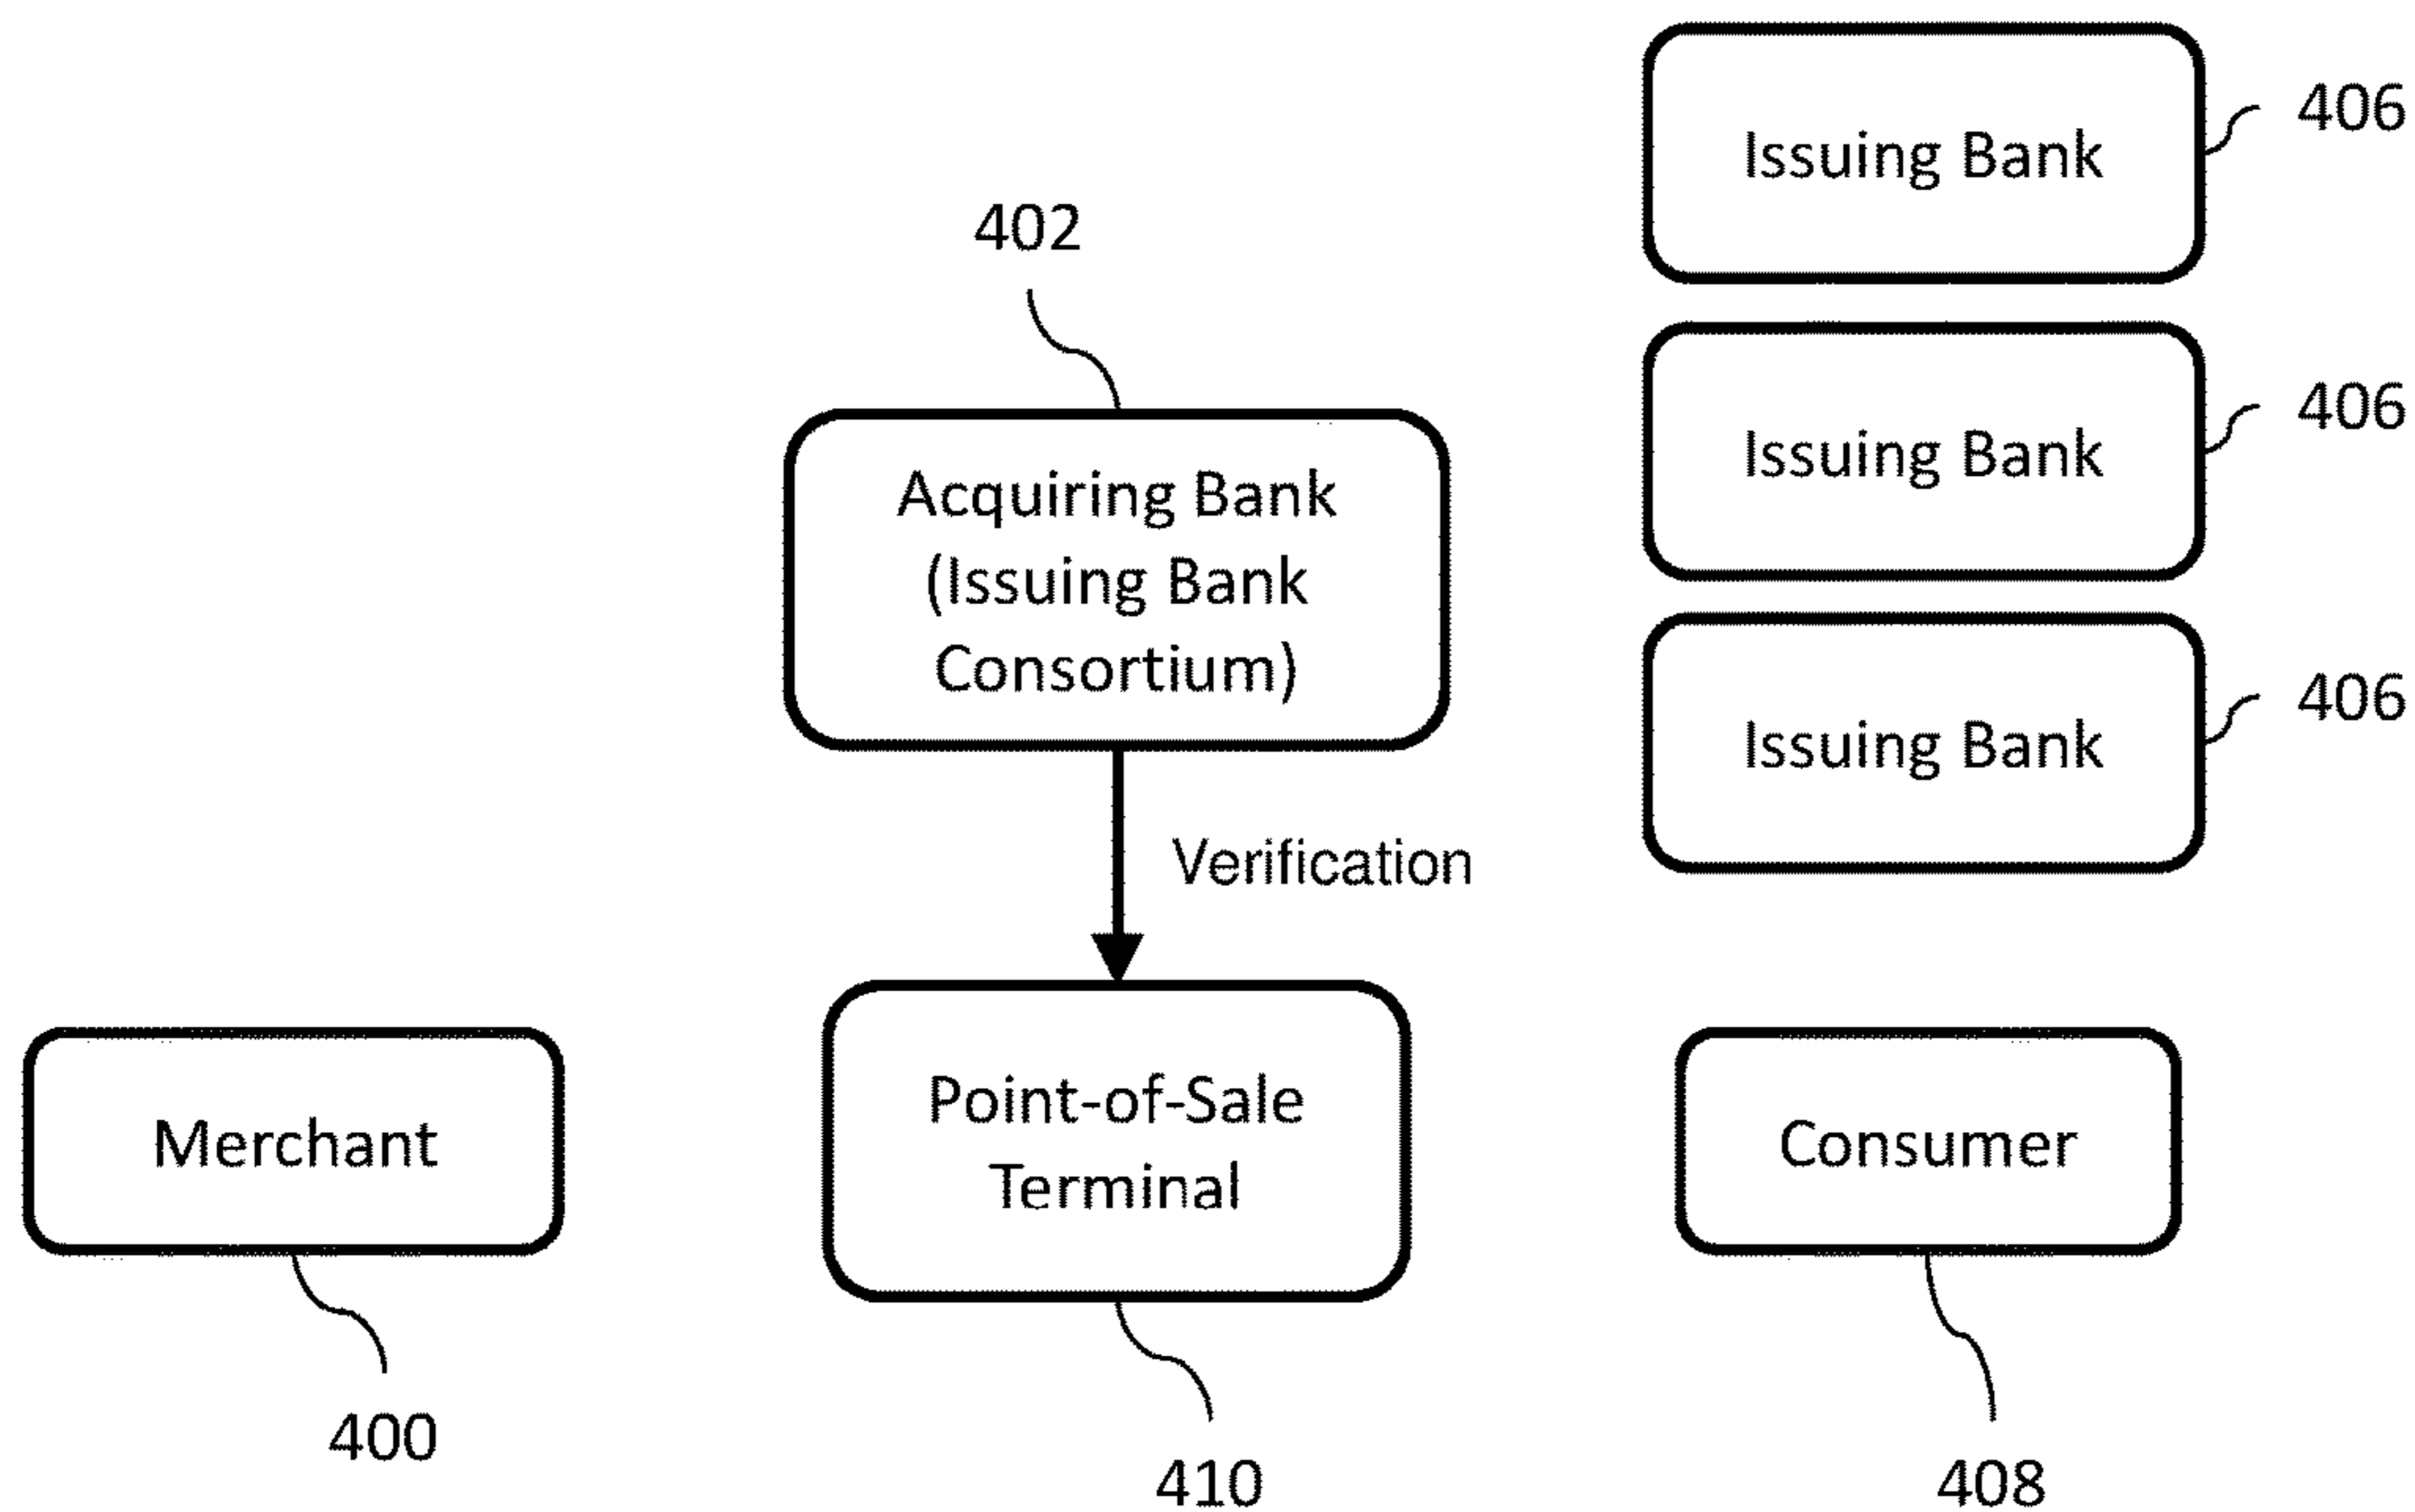 406
Issuing Bank
402
406
Issuing Bank
Acquiring Bank
(Issuing Bank
Consortium)
406
Issuing Bank
Verification
Merchant
Point-of-Sale
Terminal
Consumer
400
410
408